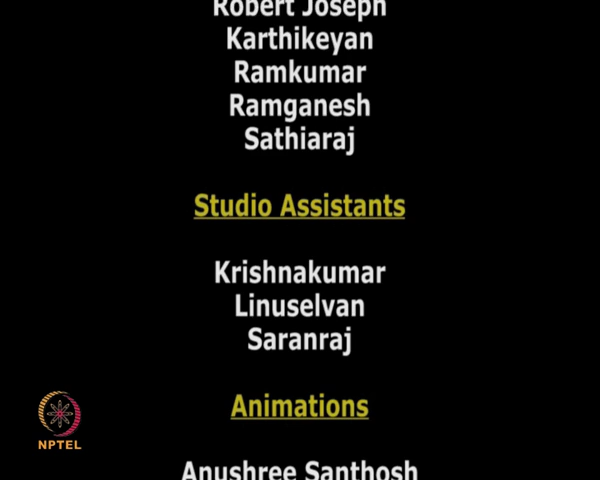 Robert Joseph
Karthikeyan
Ramkumar
Ramganesh
Sathiaraj
Studio Assistants
Krishnakumar
Linuselvan
Saranraj
Animations
NPTEL
Anushree Santhosh